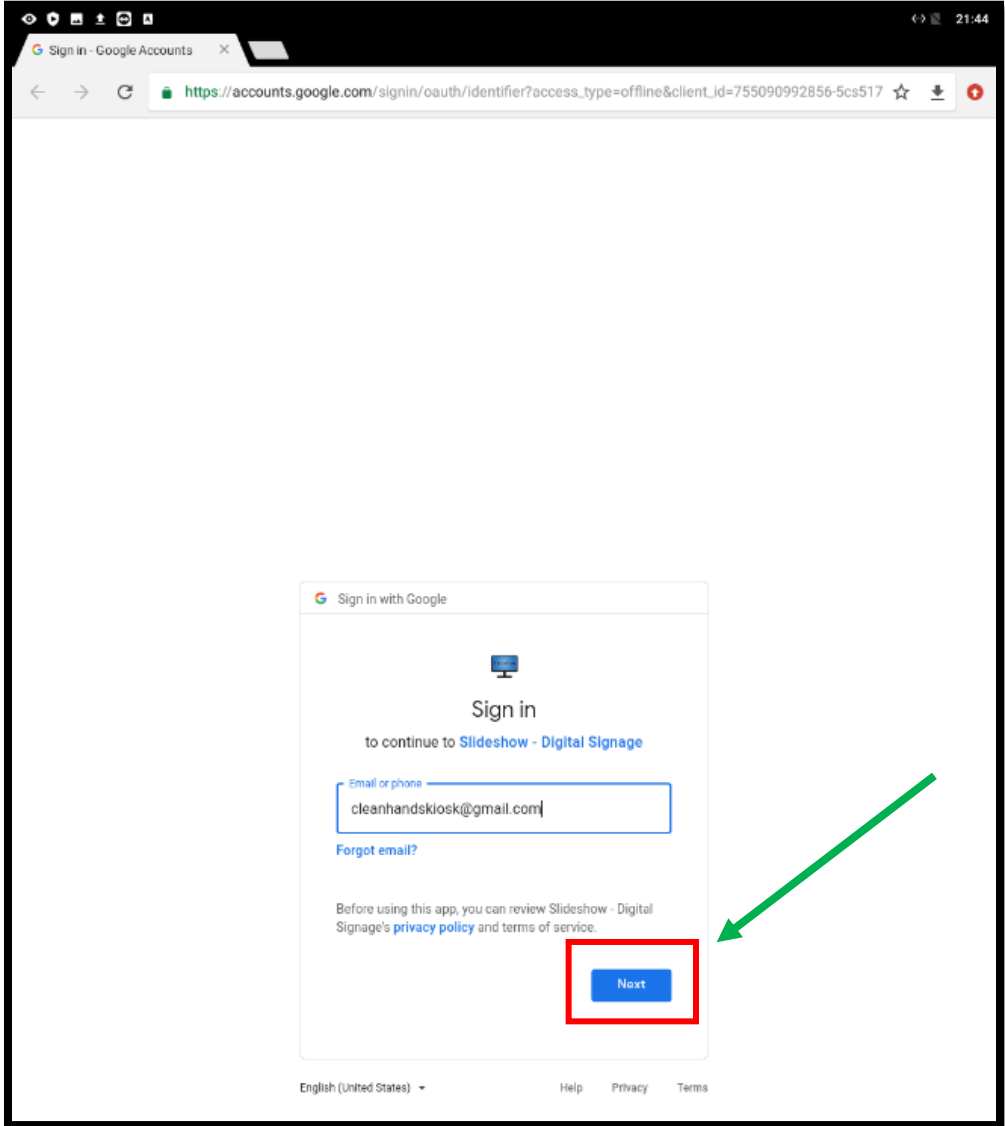 21:44
Sign in - Google Accounts
https://accounts.google.com/signin/oauth/identifier?access_type=offline&client_id=755090992856-5cs517
Sign in with Google
Sign in
to continue to Slideshow - Digital Signage
Email or phone
cleanhandskiosk@gmail.com
Forgot email?
Before using this app, you can review Slideshow - Digital
Signage's privacy policy and terms of service.
Next
English (United States)
Help Privacy Terms